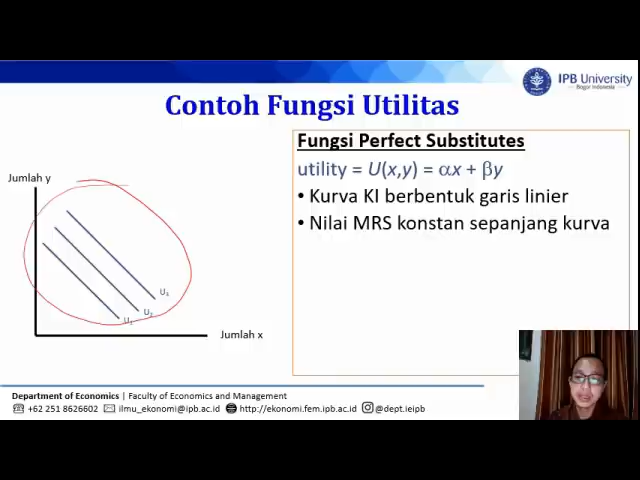 IPB University
Bogor Indonesia
Contoh Fungsi Utilitas
Jumlah y
U₃
U₂
U₁
Jumlah x
Fungsi Perfect Substitutes
utility = U(x,y) = αx + βy
• Kurva KI berbentuk garis linier
• Nilai MRS konstan sepanjang kurva
Department of Economics | Faculty of Economics and Management
+62 251 8626602 ilmu_ekonomi@ipb.ac.id http://ekonomi.fem.ipb.ac.id @dept.ieipb